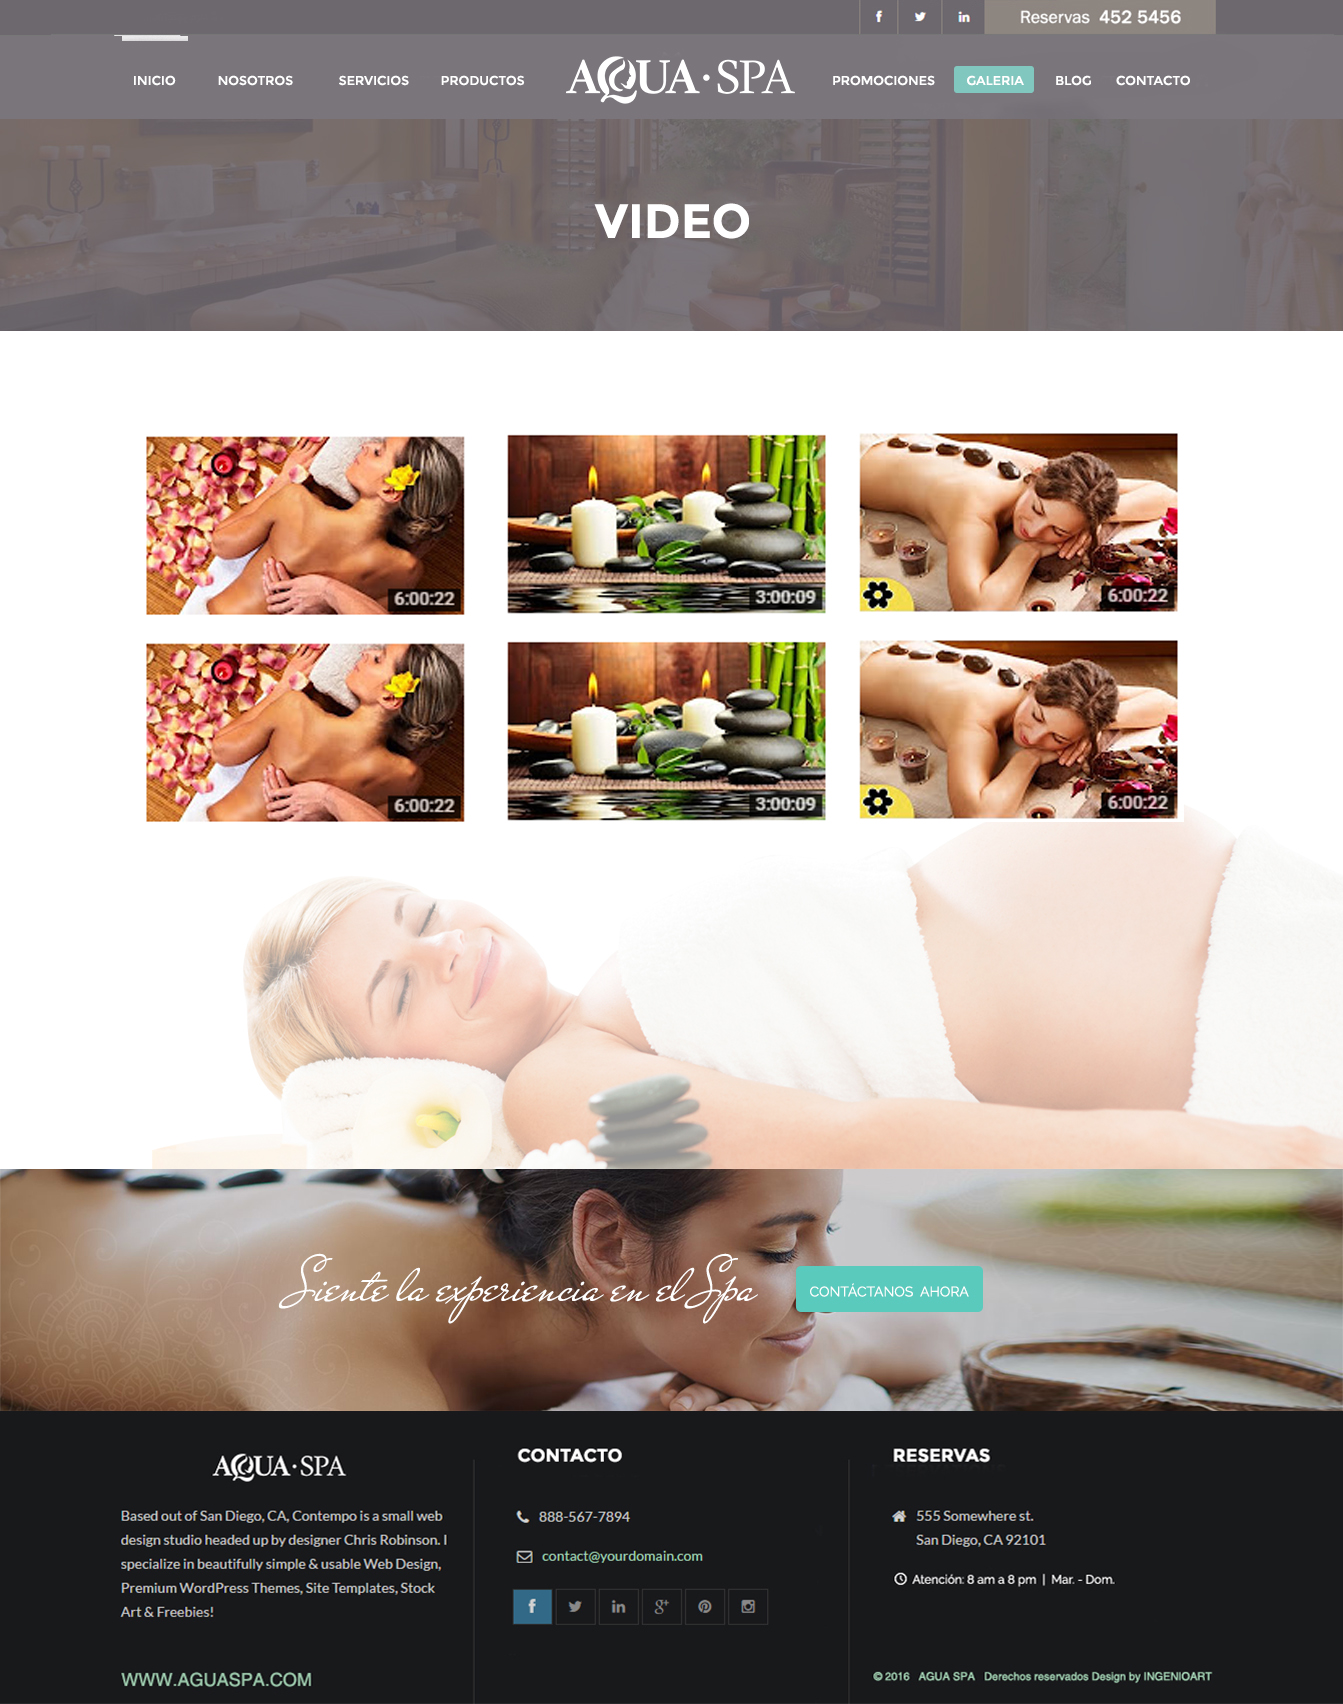 Reservas 452 5456
INICIO NOSOTROS SERVICIOS PRODUCTOS AQUA·SPA PROMOCIONES GALERIA BLOG CONTACTO
VIDEO
6:00:22 3:00:09 6:00:22
6:00:22 3:00:09 6:00:22
Siente la experiencia en el Spa
CONTÁCTANOS AHORA
AQUA·SPA
Based out of San Diego, CA, Contempo is a small web
design studio headed up by designer Chris Robinson. I
specialize in beautifully simple & usable Web Design,
Premium WordPress Themes, Site Templates, Stock
Art & Freebies!
WWW.AGUASPA.COM
CONTACTO
888-567-7894
contact@yourdomain.com
RESERVAS
555 Somewhere st.
San Diego, CA 92101
Atención: 8 am a 8 pm | Mar. - Dom.
© 2016 AGUA SPA Derechos reservados Design by INGENIOART